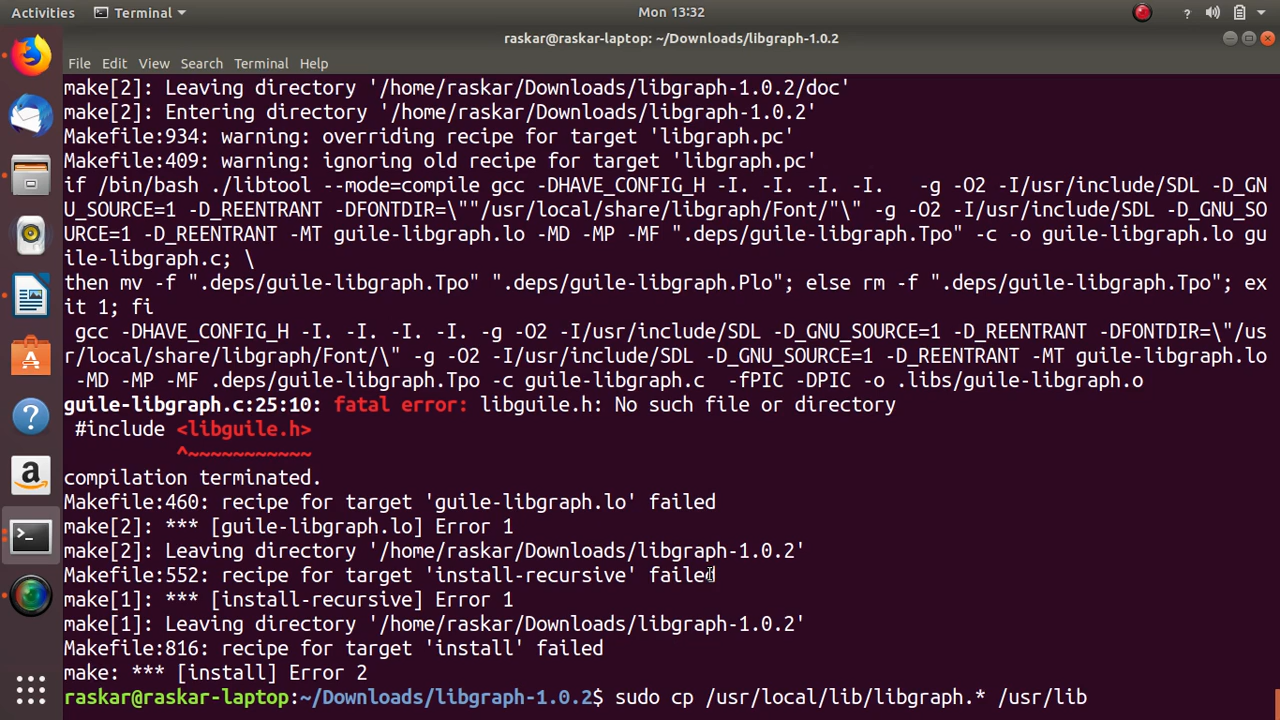 Activities Terminal Mon 13:32
raskar@raskar-laptop: ~/Downloads/libgraph-1.0.2
File Edit View Search Terminal Help
make[2]: Leaving directory '/home/raskar/Downloads/libgraph-1.0.2/doc'
make[2]: Entering directory '/home/raskar/Downloads/libgraph-1.0.2'
Makefile:934: warning: overriding recipe for target 'libgraph.pc'
Makefile:409: warning: ignoring old recipe for target 'libgraph.pc'
if /bin/bash ./libtool --mode=compile gcc -DHAVE_CONFIG_H -I. -I. -I. -I.   -g -O2 -I/usr/include/SDL -D_GN
U_SOURCE=1 -D_REENTRANT -DFONTDIR=\""/usr/local/share/libgraph/Font/"\" -g -O2 -I/usr/include/SDL -D_GNU_SO
URCE=1 -D_REENTRANT -MT guile-libgraph.lo -MD -MP -MF ".deps/guile-libgraph.Tpo" -c -o guile-libgraph.lo gu
ile-libgraph.c; \
then mv -f ".deps/guile-libgraph.Tpo" ".deps/guile-libgraph.Plo"; else rm -f ".deps/guile-libgraph.Tpo"; ex
it 1; fi
 gcc -DHAVE_CONFIG_H -I. -I. -I. -I. -g -O2 -I/usr/include/SDL -D_GNU_SOURCE=1 -D_REENTRANT -DFONTDIR=\"/us
r/local/share/libgraph/Font/\" -g -O2 -I/usr/include/SDL -D_GNU_SOURCE=1 -D_REENTRANT -MT guile-libgraph.lo
 -MD -MP -MF .deps/guile-libgraph.Tpo -c guile-libgraph.c  -fPIC -DPIC -o .libs/guile-libgraph.o
guile-libgraph.c:25:10: fatal error: libguile.h: No such file or directory
 #include <libguile.h>
          ^~~~~~~~~~~~
compilation terminated.
Makefile:460: recipe for target 'guile-libgraph.lo' failed
make[2]: *** [guile-libgraph.lo] Error 1
make[2]: Leaving directory '/home/raskar/Downloads/libgraph-1.0.2'
Makefile:552: recipe for target 'install-recursive' failed
make[1]: *** [install-recursive] Error 1
make[1]: Leaving directory '/home/raskar/Downloads/libgraph-1.0.2'
Makefile:816: recipe for target 'install' failed
make: *** [install] Error 2
raskar@raskar-laptop:~/Downloads/libgraph-1.0.2$ sudo cp /usr/local/lib/libgraph.* /usr/lib